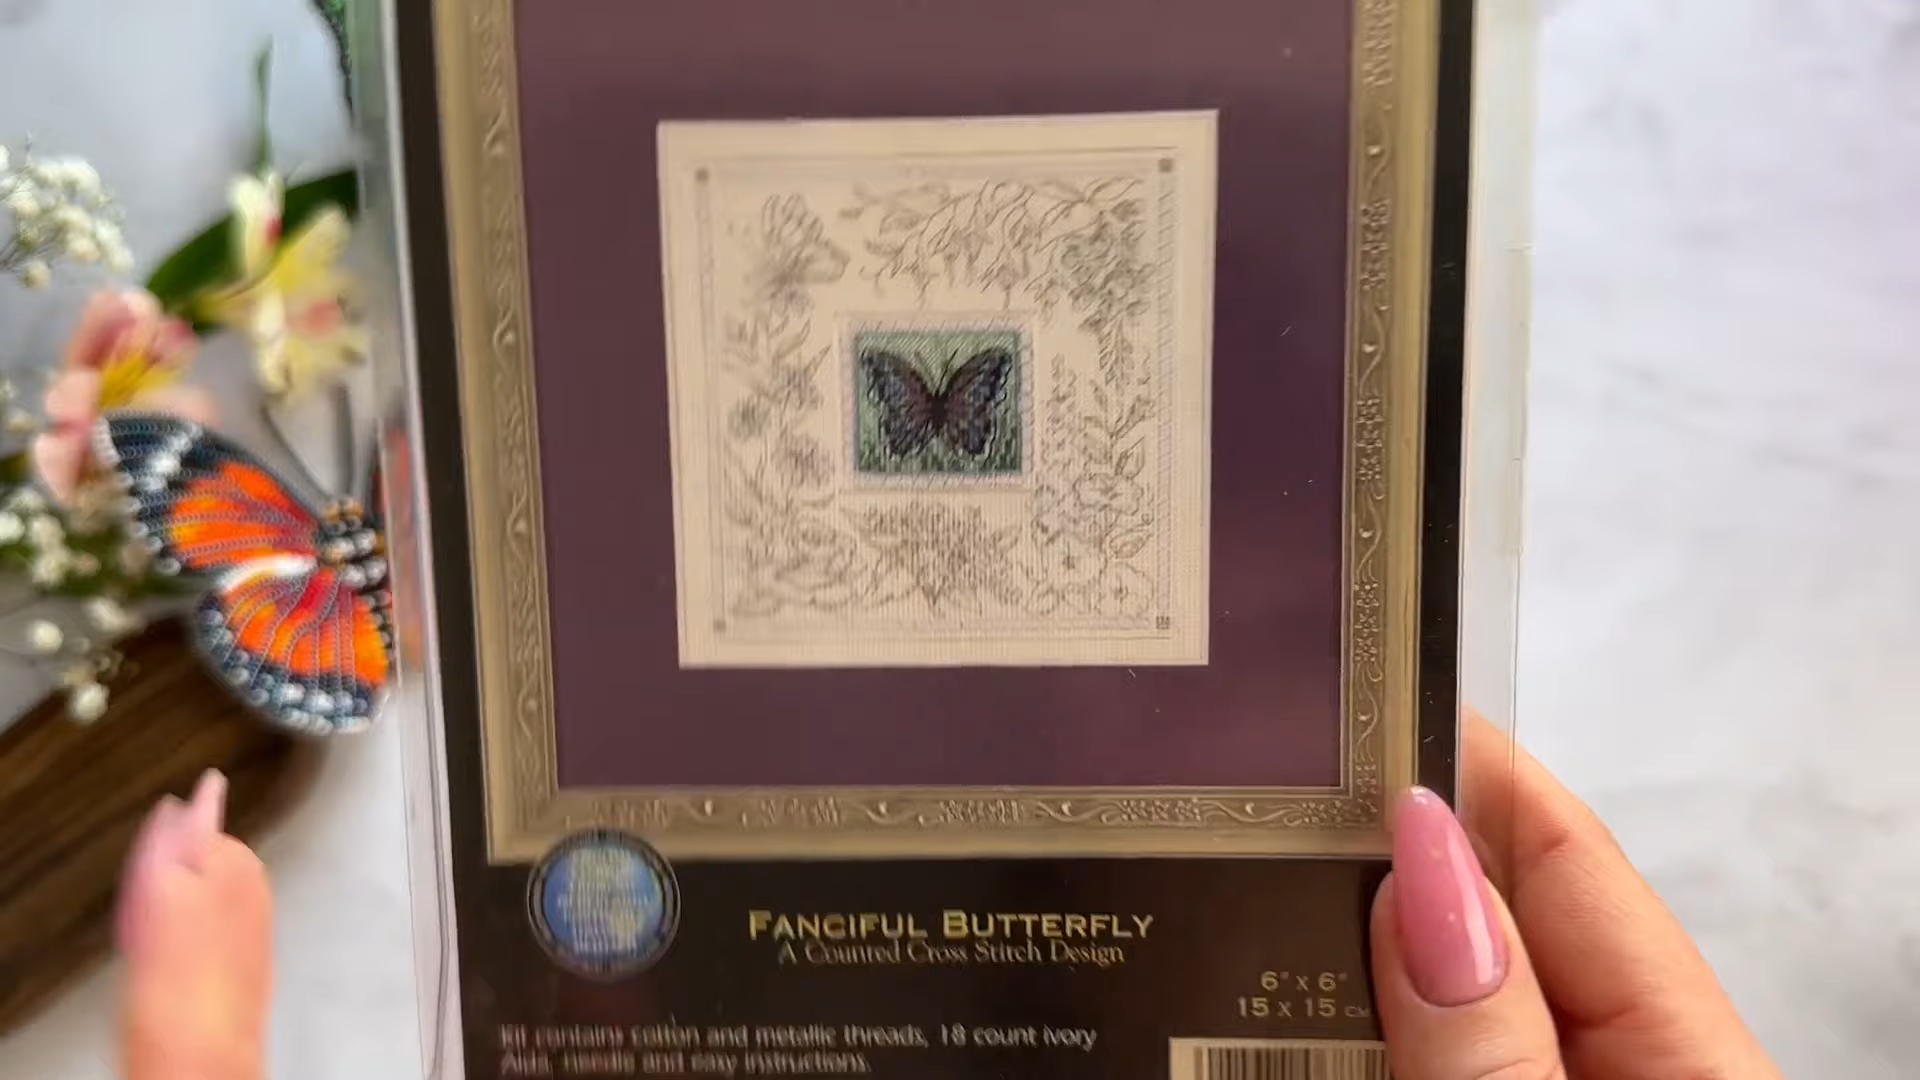 FANCIFUL BUTTERFLY
A Counted Cross Stitch Design
6" x 6"
15 x 15 CM
Kit contains cotton and metallic threads, 18 count ivory
Aida, needle and easy instructions.